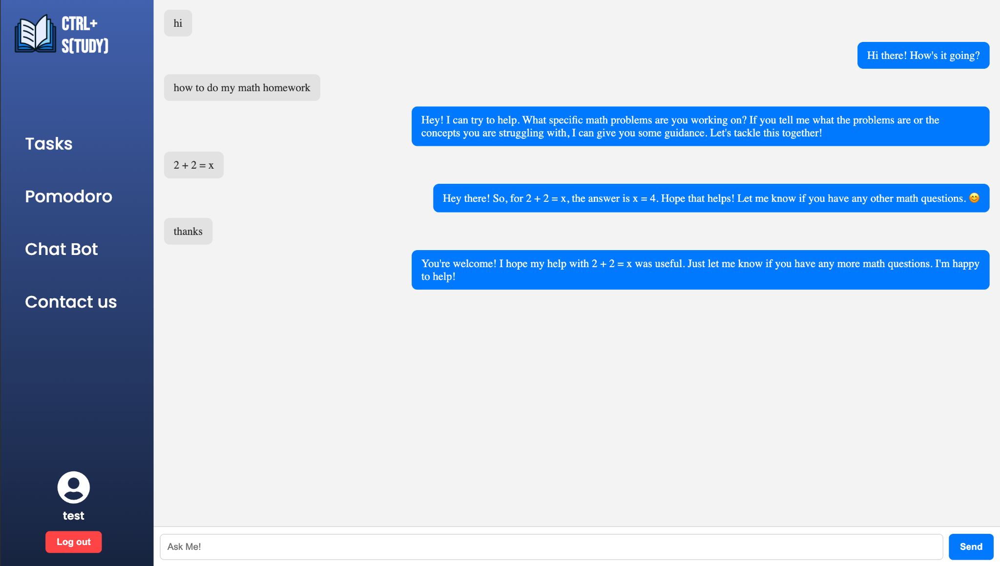 CTRL+
S(TUDY)
Tasks
Pomodoro
Chat Bot
Contact us
test
Log out
hi
Hi there! How's it going?
how to do my math homework
Hey! I can try to help. What specific math problems are you working on? If you tell me what the problems are or the
concepts you are struggling with, I can give you some guidance. Let's tackle this together!
2 + 2 = x
Hey there! So, for 2 + 2 = x, the answer is x = 4. Hope that helps! Let me know if you have any other math questions. 😊
thanks
You're welcome! I hope my help with 2 + 2 = x was useful. Just let me know if you have any more math questions. I'm happy
to help!
Ask Me!
Send